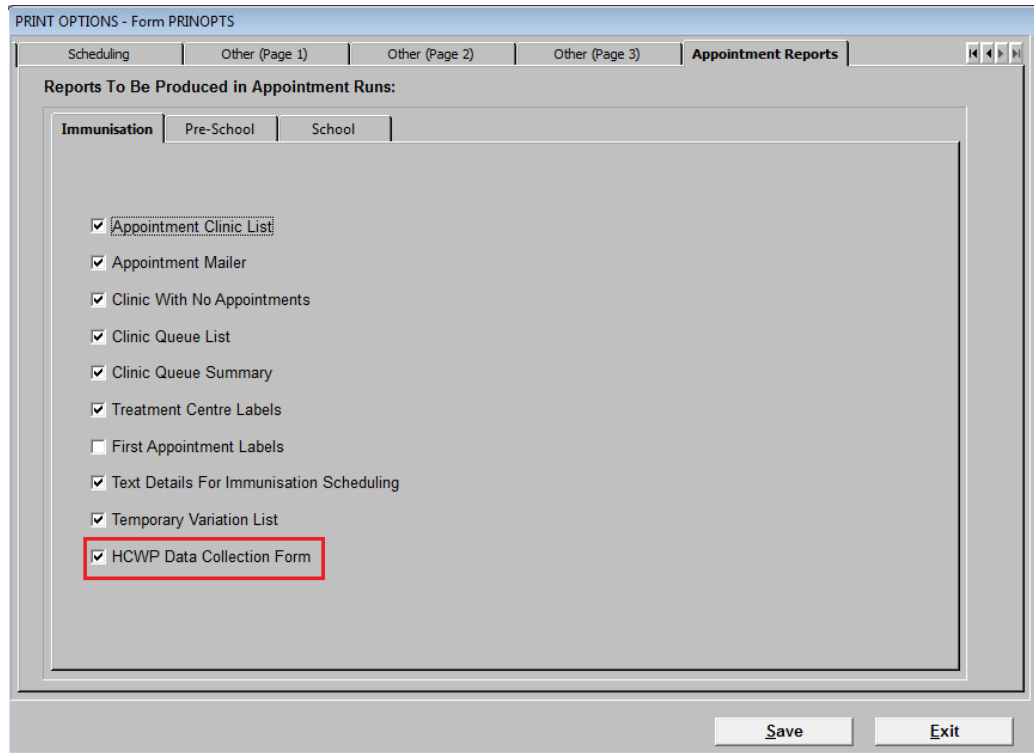 PRINT OPTIONS - Form PRINOPTS
Scheduling Other (Page 1) Other (Page 2) Other (Page 3) Appointment Reports
Reports To Be Produced in Appointment Runs:
Immunisation Pre-School School
Appointment Clinic List
Appointment Mailer
Clinic With No Appointments
Clinic Queue List
Clinic Queue Summary
Treatment Centre Labels
First Appointment Labels
Text Details For Immunisation Scheduling
Temporary Variation List
HCWP Data Collection Form
Save Exit